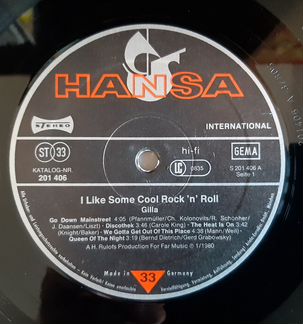 HANSA
STEREO
INTERNATIONAL
ST 33
hi-fi
LC 0835
GEMA
KATALOG-NR.
201 406
S 201 406 A
Seite 1
I Like Some Cool Rock 'n' Roll
Gilla
Go Down Mainstreet 4:05 (Pfannmüller/Ch. Kolonovits/R. Schönher/
J. Daansen/Liszt) · Discothek 3:46 (Carole King) · The Heat Is On 3:42
(Knight/Baker) · We Gotta Get Out Of This Place 4:38 (Mann/Weil) ·
Queen Of The Night 3:19 (Bernd Dietrich/Gerd Grabowsky)
A.H. Rulofs Production For Far Music ℗ 1/1980
Made in Germany
33